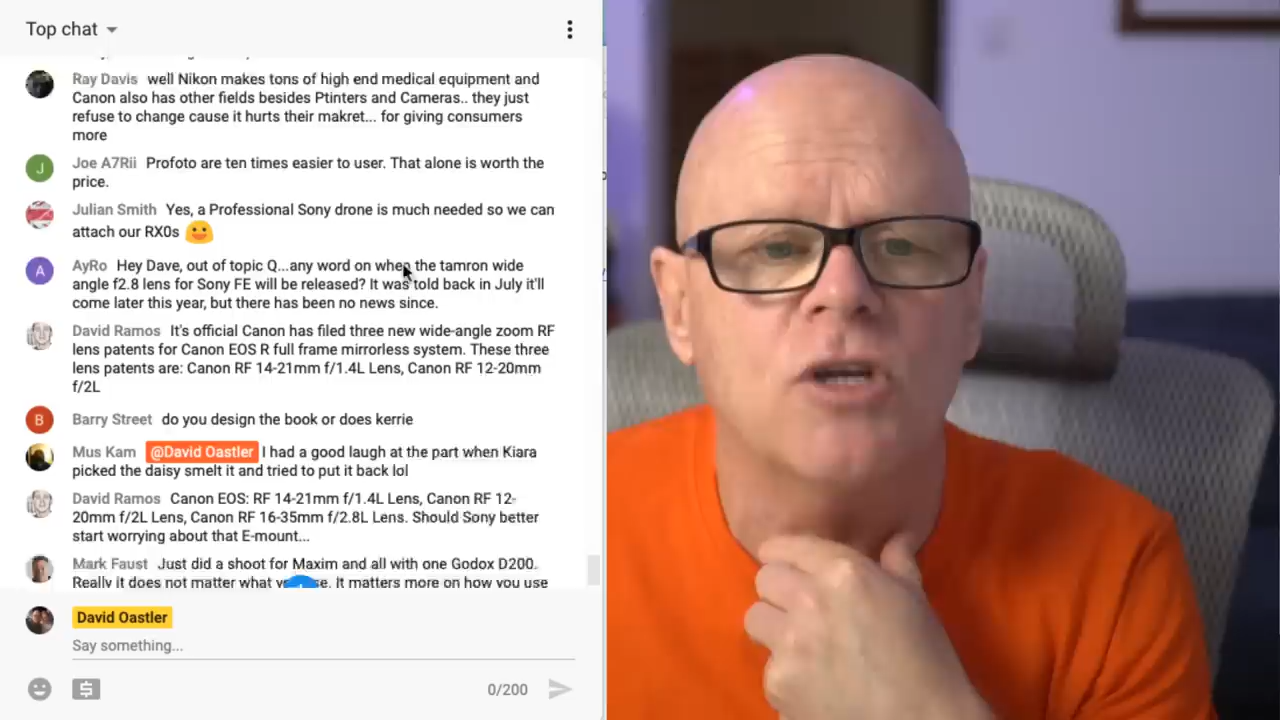 Top chat
Ray Davis well Nikon makes tons of high end medical equipment and
Canon also has other fields besides Ptinters and Cameras.. they just
refuse to change cause it hurts their makret... for giving consumers
more
J Joe A7Rii Profoto are ten times easier to user. That alone is worth the
price.
Julian Smith Yes, a Professional Sony drone is much needed so we can
attach our RX0s
A AyRo Hey Dave, out of topic Q...any word on when the tamron wide
angle f2.8 lens for Sony FE will be released? It was told back in July it'll
come later this year, but there has been no news since.
David Ramos It's official Canon has filed three new wide-angle zoom RF
lens patents for Canon EOS R full frame mirrorless system. These three
lens patents are: Canon RF 14-21mm f/1.4L Lens, Canon RF 12-20mm
f/2L
B Barry Street do you design the book or does kerrie
Mus Kam @David Oastler I had a good laugh at the part when Kiara
picked the daisy smelt it and tried to put it back lol
David Ramos Canon EOS: RF 14-21mm f/1.4L Lens, Canon RF 12-
20mm f/2L Lens, Canon RF 16-35mm f/2.8L Lens. Should Sony better
start worrying about that E-mount...
Mark Faust Just did a shoot for Maxim and all with one Godox D200.
Really it does not matter what It matters more on how you use
David Oastler
Say something...
0/200